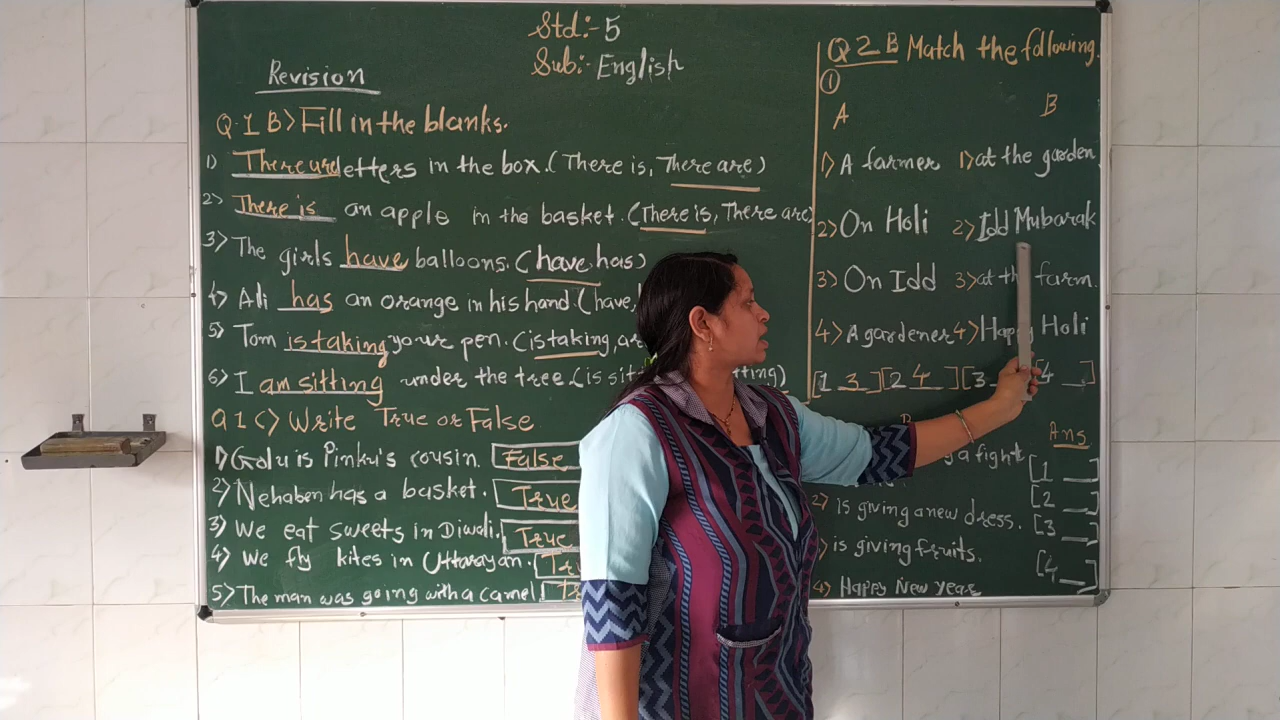 Std:-5
Sub:- English
Revision
Q.1 B> Fill in the blanks.
1) There are letters in the box. (There is, There are)
2) There is an apple in the basket. (There is, There are)
3) The girls have balloons. (have, has)
4) Ali has an orange in his hand. (have,
5) Tom is taking your pen. (is taking,
6) I am sitting under the tree. (is
Q 1 C> Write True or False
1) Golu is Pinku's cousin. False
2) Nehaben has a basket. True
3) We eat sweets in Diwali. True
4) We fly kites in Uttarayan.
5) The man was going with a camel.
Q 2 B Match the following.
①
A B
1) A farmer 1) at the garden
2) On Holi 2) Idd Mubarak
3) On Idd 3) at the farm.
4) A gardener 4) Happy Holi
[1 3 ] [2 4 ] [3 [4 __]
Ans
a fight [1 __]
2) is giving a new dress. [2 __]
[3 __]
) is giving fruits. [4 __]
4) Happy New Year